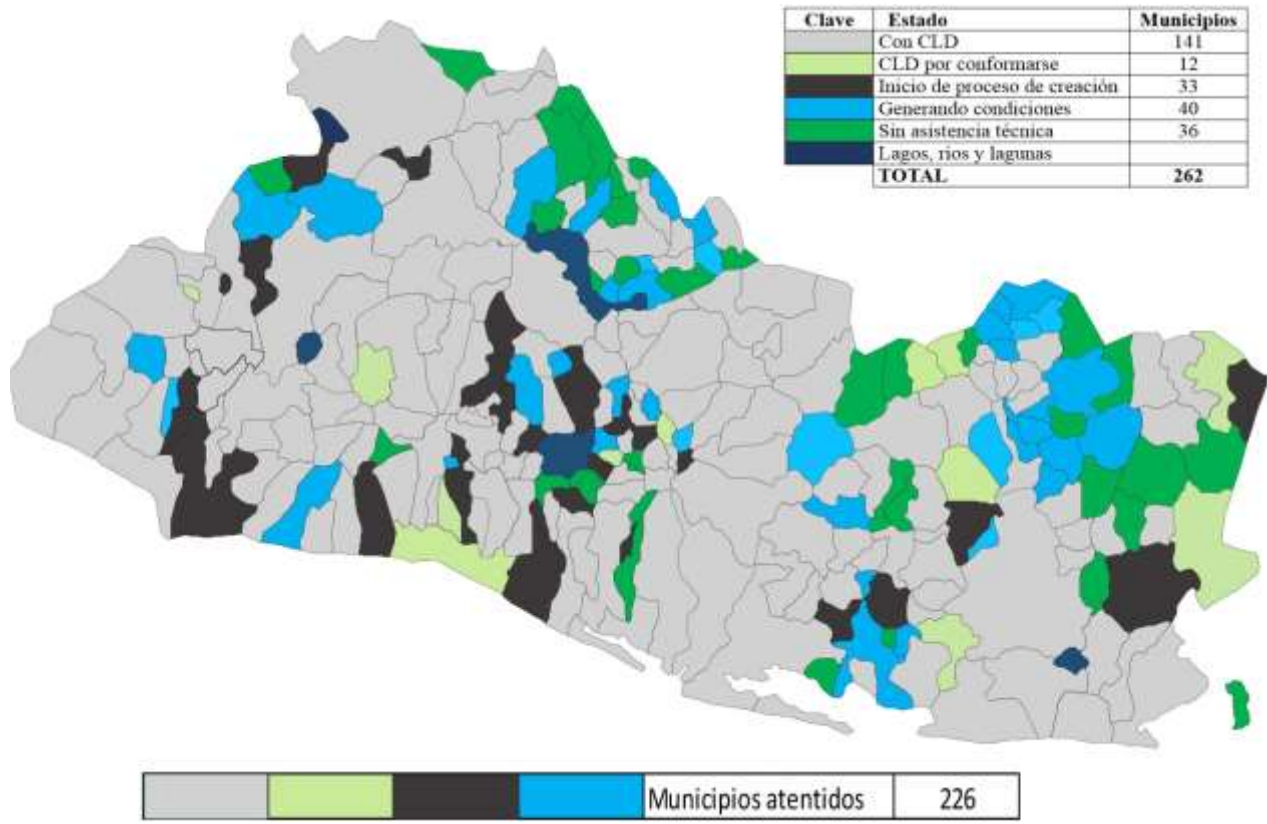 Clave Estado Municipios
Con CLD 141
CLD por conformarse 12
Inicio de proceso de creación 33
Generando condiciones 40
Sin asistencia técnica 36
Lagos, rios y lagunas
TOTAL 262
Municipios atentidos 226